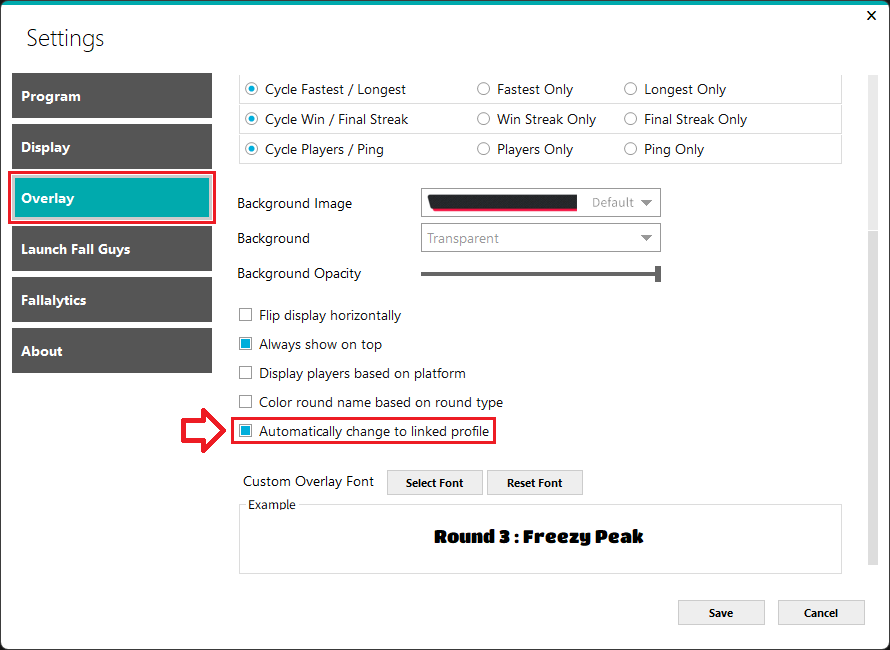 Settings
Program
Display
Overlay
Launch Fall Guys
Fallalytics
About
Cycle Fastest / Longest Fastest Only Longest Only
Cycle Win / Final Streak Win Streak Only Final Streak Only
Cycle Players / Ping Players Only Ping Only
Background Image Default
Background Transparent
Background Opacity
Flip display horizontally
Always show on top
Display players based on platform
Color round name based on round type
Automatically change to linked profile
Custom Overlay Font Select Font Reset Font
Example
Round 3 : Freezy Peak
Save Cancel